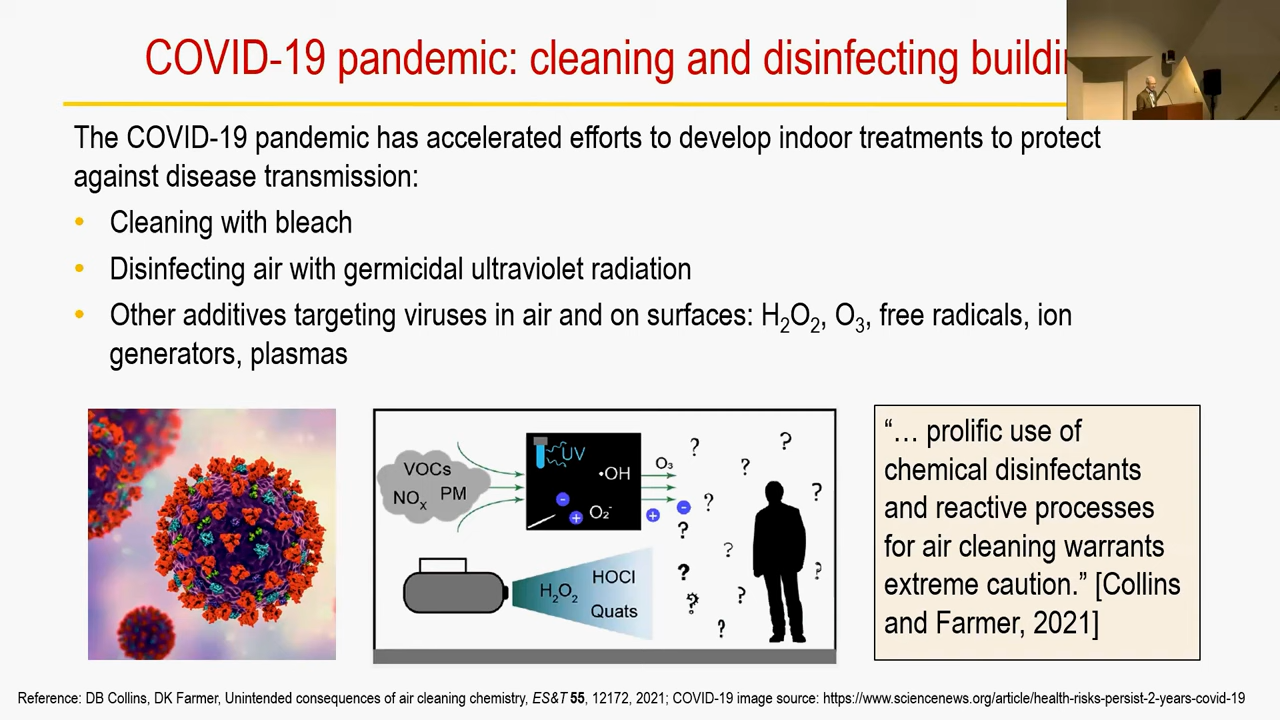 COVID-19 pandemic: cleaning and disinfecting
The COVID-19 pandemic has accelerated efforts to develop indoor treatments to protect
against disease transmission:
• Cleaning with bleach
• Disinfecting air with germicidal ultraviolet radiation
• Other additives targeting viruses in air and on surfaces: H₂O₂, O₃, free radicals, ion
generators, plasmas
VOCs
NOₓ PM
UV
•OH
O₂⁻
-
+
O₃
+
-
? ? ? ? ? ? ? ? ? ? ? ? ?
H₂O₂
HOCl
Quats
“… prolific use of
chemical disinfectants
and reactive processes
for air cleaning warrants
extreme caution.” [Collins
and Farmer, 2021]
Reference: DB Collins, DK Farmer, Unintended consequences of air cleaning chemistry, ES&T 55, 12172, 2021; COVID-19 image source: https://www.sciencenews.org/article/health-risks-persist-2-years-covid-19